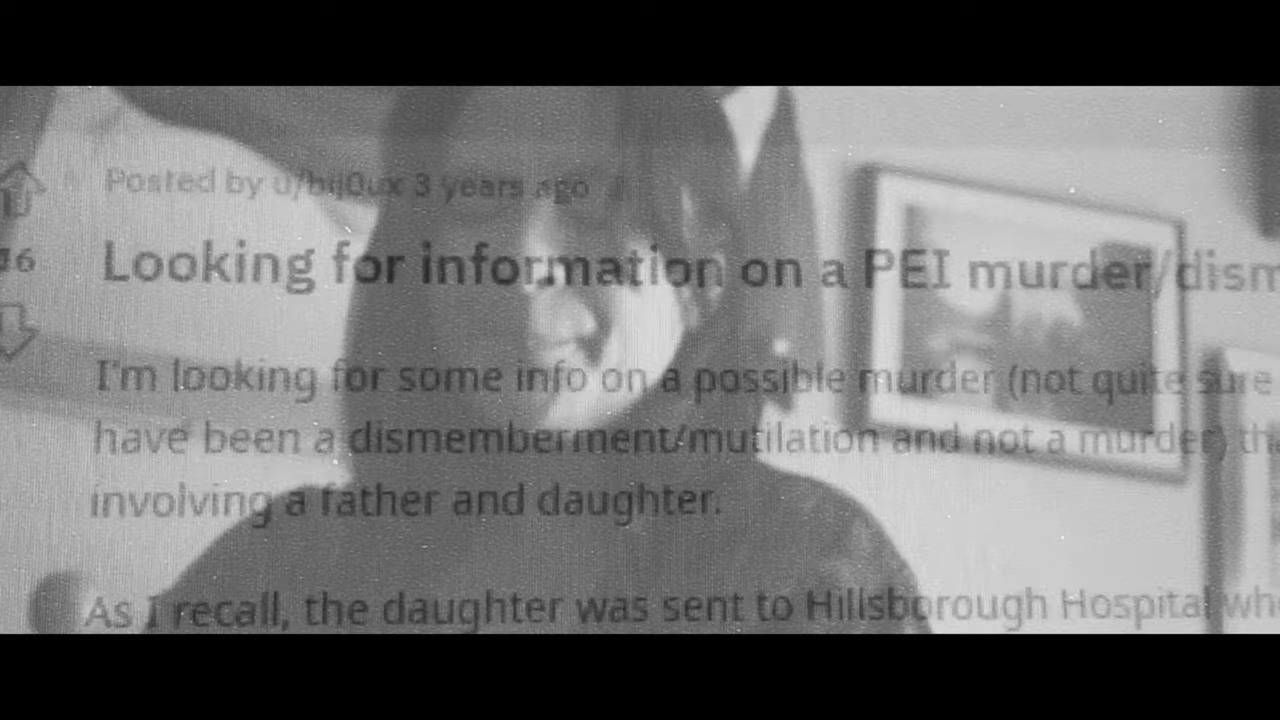 Posted by u/bij0ux 3 years ago
16
Looking for information on a PEI murder/dism
I'm looking for some info on a possible murder (not quite sure
have been a dismemberment/mutilation and not a murder) th
involving a father and daughter.
As I recall, the daughter was sent to Hillsborough Hospital wh